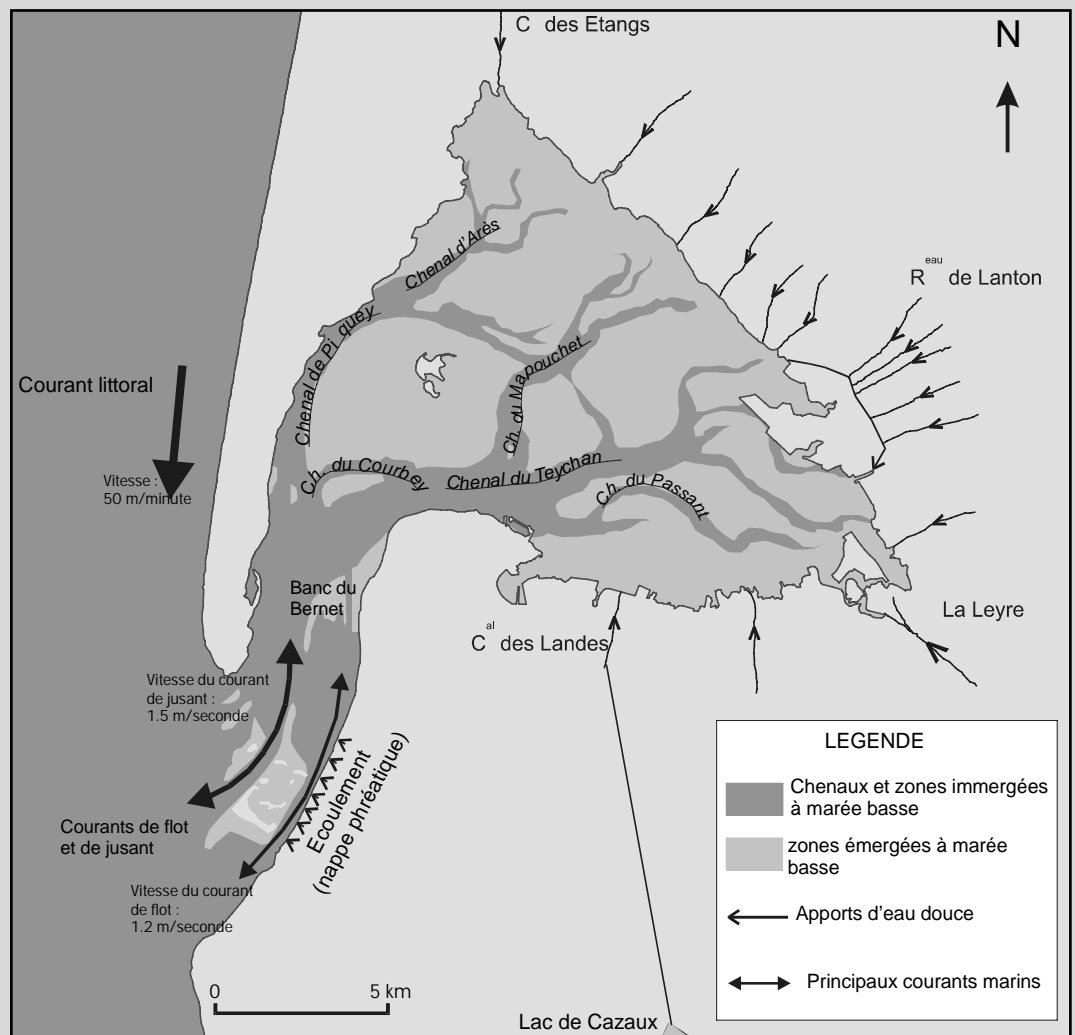 C des Etangs
N
Chenal d'Arès
R eau de Lanton
Chenal de Pi quey
Courant littoral
Ch. du Mapouchet
Vitesse :
50 m/minute
Ch. du Courbey
Chenal du Teychan
Ch. du Passant
Banc du
Bernet
La Leyre
C al des Landes
Vitesse du courant
de jusant :
1.5 m/seconde
Ecoulement
(nappe phréatique)
Courants de flot
et de jusant
Vitesse du courant
de flot :
1.2 m/seconde
0 5 km
Lac de Cazaux
LEGENDE
Chenaux et zones immergées
à marée basse
zones émergées à marée
basse
Apports d'eau douce
Principaux courants marins